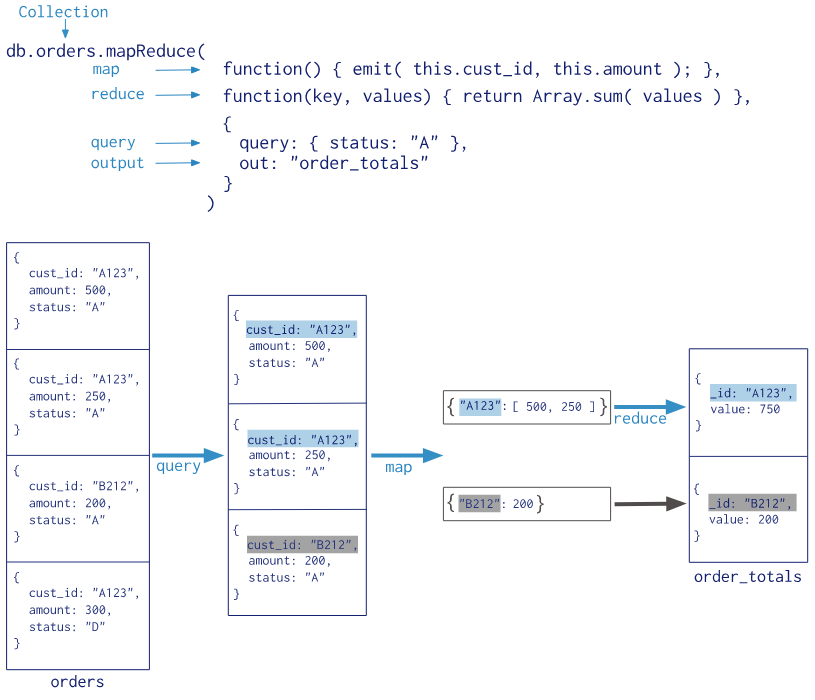 Collection
db.orders.mapReduce(
map function() { emit( this.cust_id, this.amount ); },
reduce function(key, values) { return Array.sum( values ) },
{
query query: { status: "A" },
output out: "order_totals"
}
)
{
cust_id: "A123",
amount: 500,
status: "A"
}
{
cust_id: "A123",
amount: 250,
status: "A"
}
{
cust_id: "B212",
amount: 200,
status: "A"
}
{
cust_id: "A123",
amount: 300,
status: "D"
}
orders
query
{
cust_id: "A123",
amount: 500,
status: "A"
}
{
cust_id: "A123",
amount: 250,
status: "A"
}
{
cust_id: "B212",
amount: 200,
status: "A"
}
map
{"A123": [ 500, 250 ]}
{"B212": 200}
reduce
{
_id: "A123",
value: 750
}
{
_id: "B212",
value: 200
}
order_totals